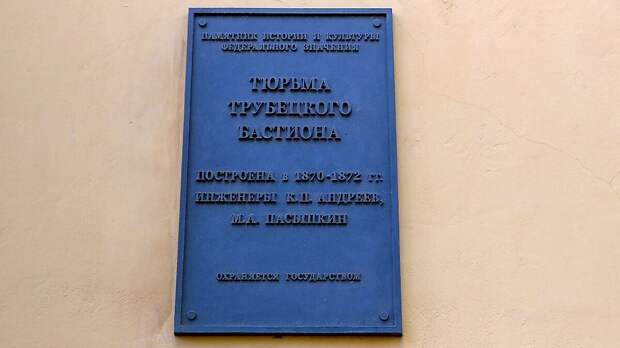 ПАМЯТНИК ИСТОРИИ И КУЛЬТУРЫ
ФЕДЕРАЛЬНОГО ЗНАЧЕНИЯ
ТЮРЬМА
ТРУБЕЦКОГО
БАСТИОНА
ПОСТРОЕНА в 1870-1872 гг.
ИНЖЕНЕРЫ К.П. АНДРЕЕВ,
М.А. ПАСЫПКИН
ОХРАНЯЕТСЯ ГОСУДАРСТВОМ